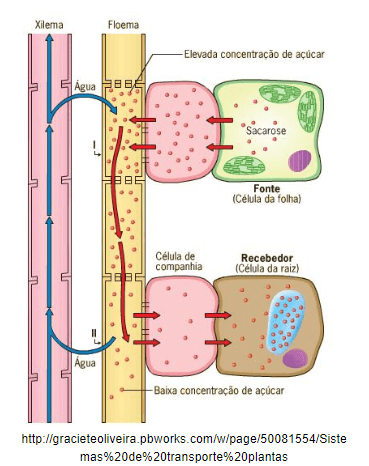 Xilema
Floema
Elevada concentração de açúcar
Água
I
Sacarose
Fonte
(Célula da folha)
Célula de
companhia
Recebedor
(Célula da raiz)
II
Água
Baixa concentração de açúcar
http://gracieteoliveira.pbworks.com/w/page/50081554/Siste
mas%20de%20transporte%20plantas